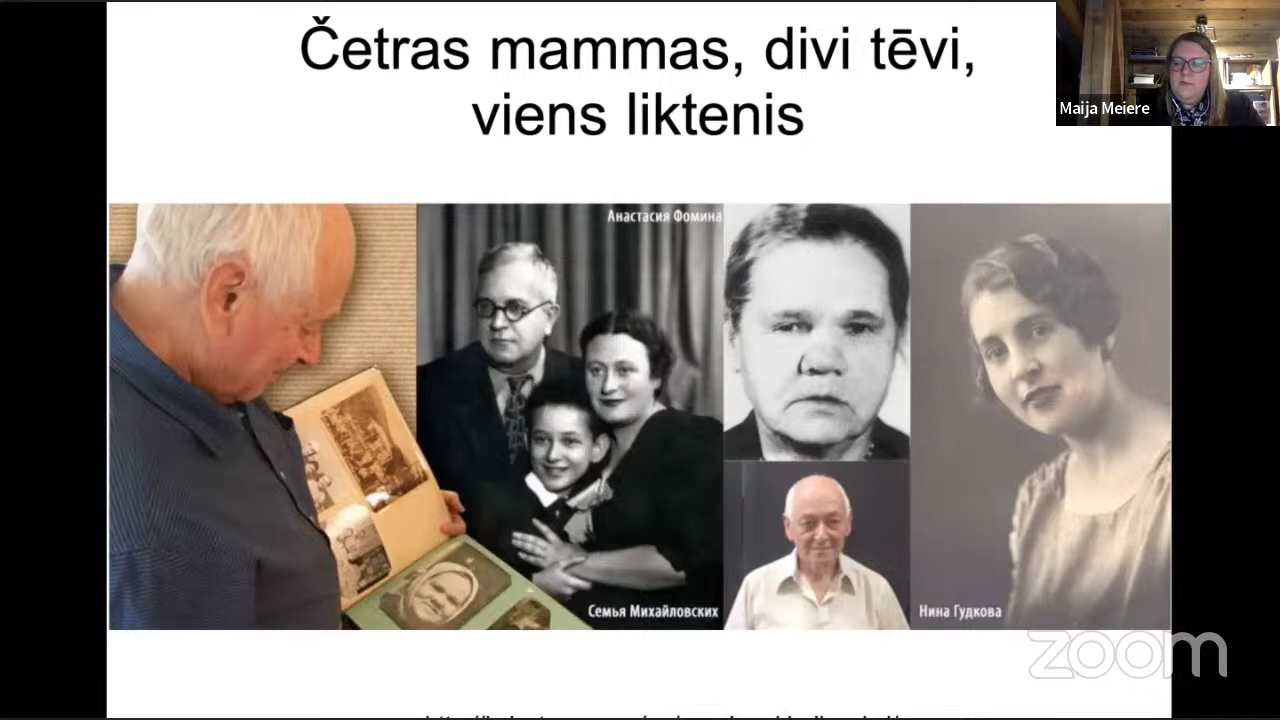 Četras mammas, divi tēvi,
viens liktenis
Maija Meiere
Анастасия Фомина
Семья Михайловских
Нина Гудкова
zoom